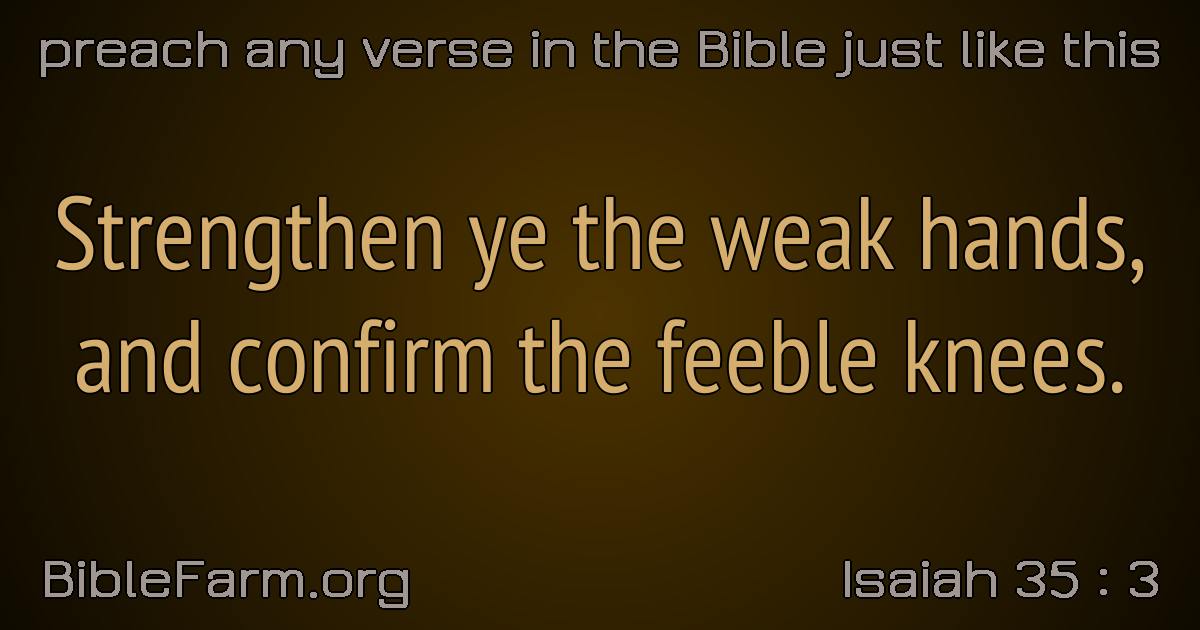 preach any verse in the Bible just like this
Strengthen ye the weak hands,
and confirm the feeble knees.
BibleFarm.org
Isaiah 35 : 3